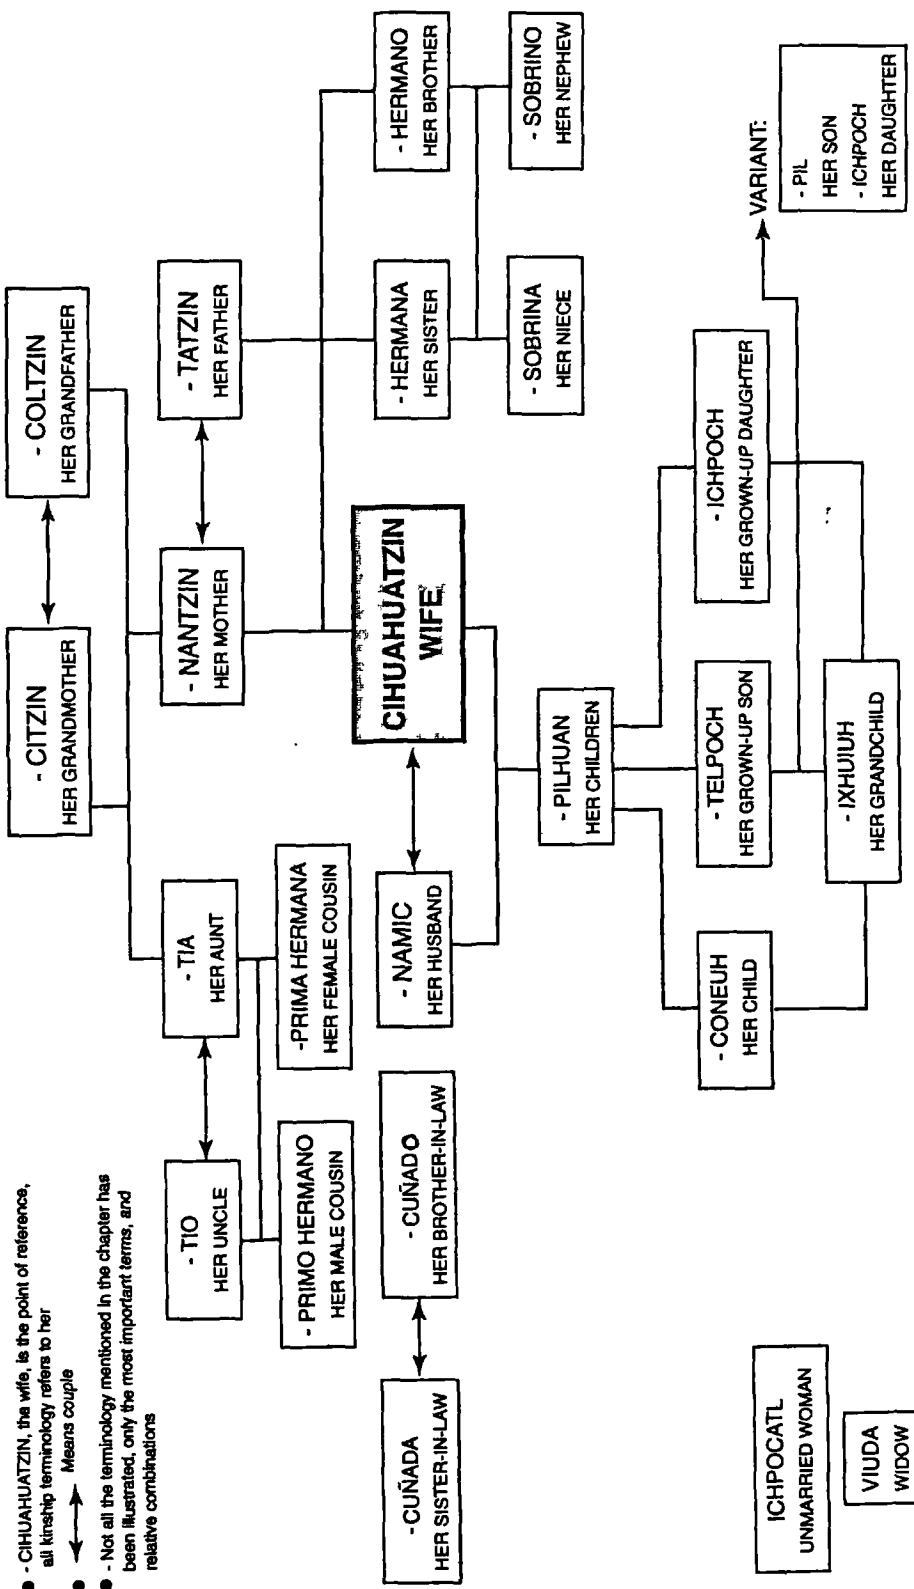 ● - CIHUAHUATZIN, the wife, is the point of reference,
all kinship terminology refers to her
● Means couple
● - Not all the terminology mentioned in the chapter has
been illustrated, only the most important terms, and
relative combinations
- CITZIN
HER GRANDMOTHER
- COLTZIN
HER GRANDFATHER
- TIO
HER UNCLE
- TIA
HER AUNT
- NANTZIN
HER MOTHER
- TATZIN
HER FATHER
- PRIMO HERMANO
HER MALE COUSIN
-PRIMA HERMANA
HER FEMALE COUSIN
- CUÑADA
HER SISTER-IN-LAW
- CUÑADO
HER BROTHER-IN-LAW
- NAMIC
HER HUSBAND
CIHUAHUATZIN
WIFE
- HERMANA
HER SISTER
- HERMANO
HER BROTHER
- SOBRINA
HER NIECE
- SOBRINO
HER NEPHEW
- PILHUAN
HER CHILDREN
- CONEUH
HER CHILD
- TELPOCH
HER GROWN-UP SON
- ICHPOCH
HER GROWN-UP DAUGHTER
VARIANT:
- PIL
HER SON
- ICHPOCH
HER DAUGHTER
- IXHUIUH
HER GRANDCHILD
ICHPOCATL
UNMARRIED WOMAN
VIUDA
WIDOW